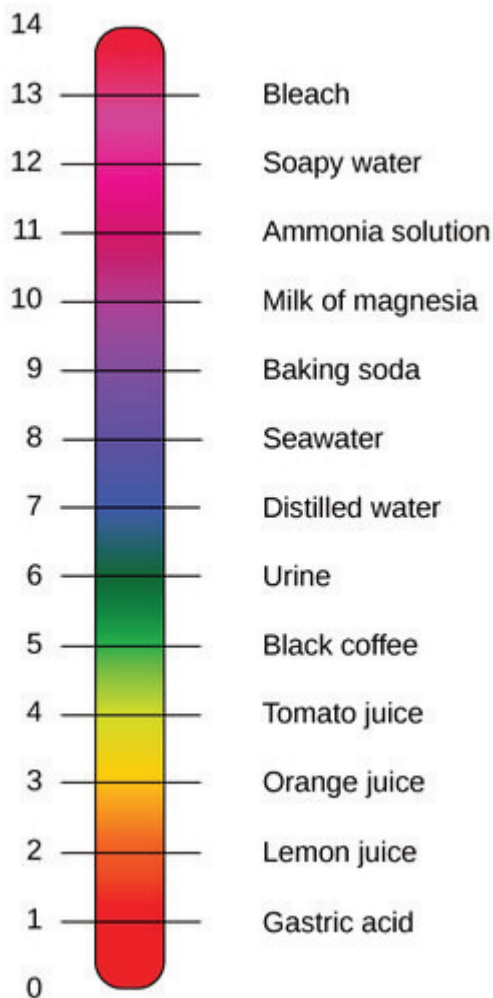 14
13 Bleach
12 Soapy water
11 Ammonia solution
10 Milk of magnesia
9 Baking soda
8 Seawater
7 Distilled water
6 Urine
5 Black coffee
4 Tomato juice
3 Orange juice
2 Lemon juice
1 Gastric acid
0